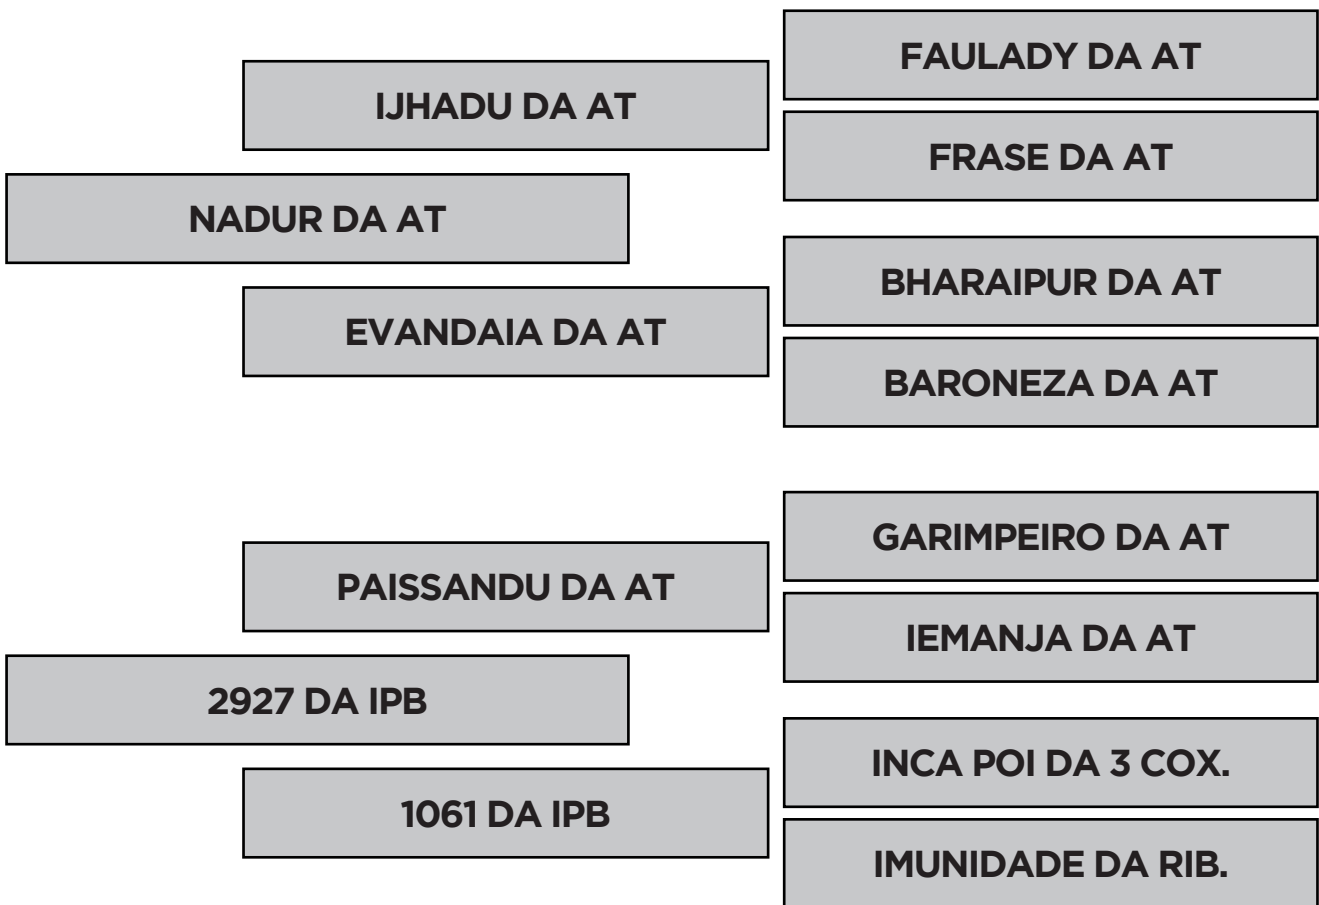 FAULADY DA AT
IJHADU DA AT
FRASE DA AT
NADUR DA AT
BHARAIPUR DA AT
EVANDAIA DA AT
BARONEZA DA AT
GARIMPEIRO DA AT
PAISSANDU DA AT
IEMANJA DA AT
2927 DA IPB
INCA POI DA 3 COX.
1061 DA IPB
IMUNIDADE DA RIB.